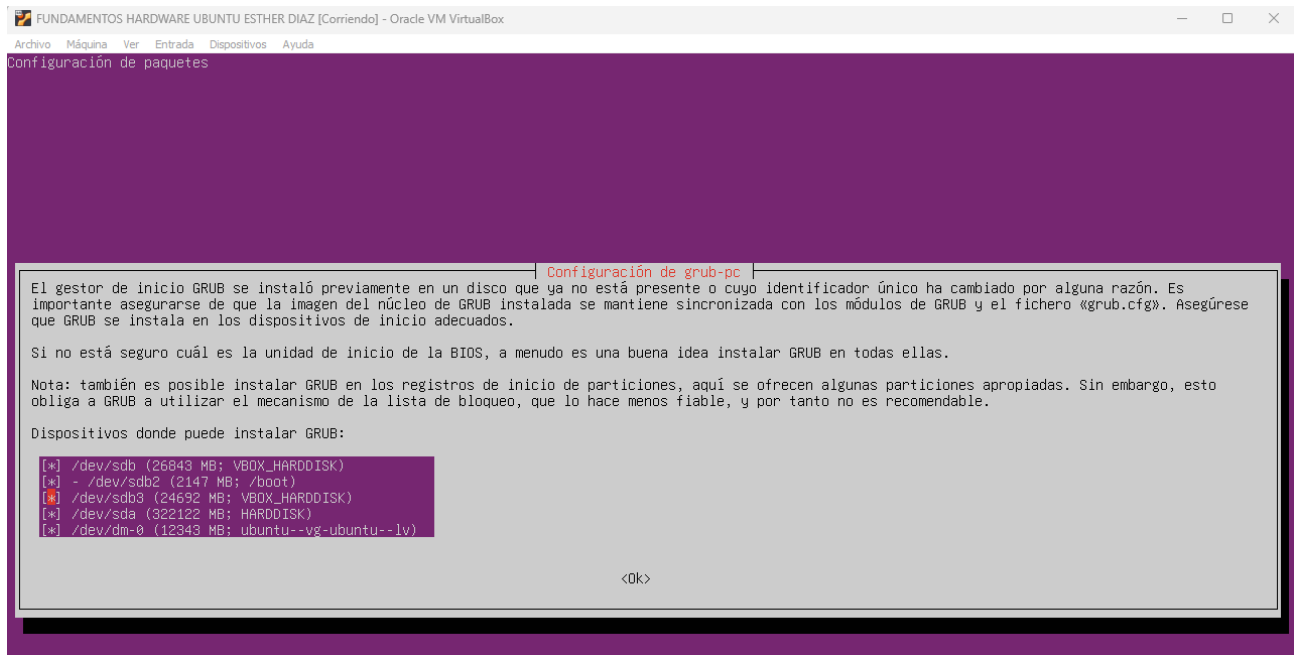 FUNDAMENTOS HARDWARE UBUNTU ESTHER DIAZ [Corriendo] - Oracle VM VirtualBox
Archivo Máquina Ver Entrada Dispositivos Ayuda
Configuración de paquetes
Configuración de grub-pc
El gestor de inicio GRUB se instaló previamente en un disco que ya no está presente o cuyo identificador único ha cambiado por alguna razón. Es
importante asegurarse de que la imagen del núcleo de GRUB instalada se mantiene sincronizada con los módulos de GRUB y el fichero «grub.cfg». Asegúrese
que GRUB se instala en los dispositivos de inicio adecuados.
Si no está seguro cuál es la unidad de inicio de la BIOS, a menudo es una buena idea instalar GRUB en todas ellas.
Nota: también es posible instalar GRUB en los registros de inicio de particiones, aquí se ofrecen algunas particiones apropiadas. Sin embargo, esto
obliga a GRUB a utilizar el mecanismo de la lista de bloqueo, que lo hace menos fiable, y por tanto no es recomendable.
Dispositivos donde puede instalar GRUB:
[*] /dev/sdb (26843 MB; VBOX_HARDDISK)
[*] - /dev/sdb2 (2147 MB; /boot)
[*] /dev/sdb3 (24692 MB; VBOX_HARDDISK)
[*] /dev/sda (322122 MB; HARDDISK)
[*] /dev/dm-0 (12343 MB; ubuntu--vg-ubuntu--lv)
<Ok>